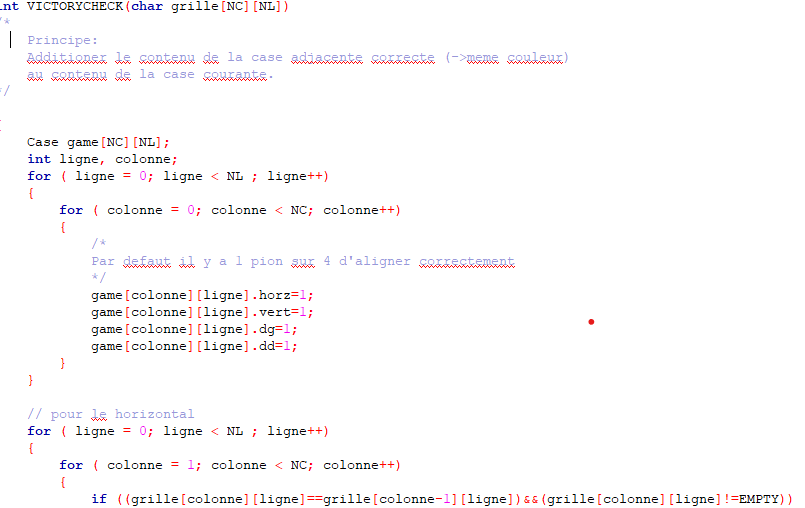 int VICTORYCHECK(char grille[NC][NL])
/*
Principe:
Additioner le contenu de la case adjacente correcte (->meme couleur)
au contenu de la case courante.
*/
{
Case game[NC][NL];
int ligne, colonne;
for ( ligne = 0; ligne < NL ; ligne++)
{
for ( colonne = 0; colonne < NC; colonne++)
{
/*
Par defaut il y a 1 pion sur 4 d'aligner correctement
*/
game[colonne][ligne].horz=1;
game[colonne][ligne].vert=1;
game[colonne][ligne].dg=1;
game[colonne][ligne].dd=1;
}
}
// pour le horizontal
for ( ligne = 0; ligne < NL ; ligne++)
{
for ( colonne = 1; colonne < NC; colonne++)
{
if ((grille[colonne][ligne]==grille[colonne-1][ligne])&&(grille[colonne][ligne]!=EMPTY))